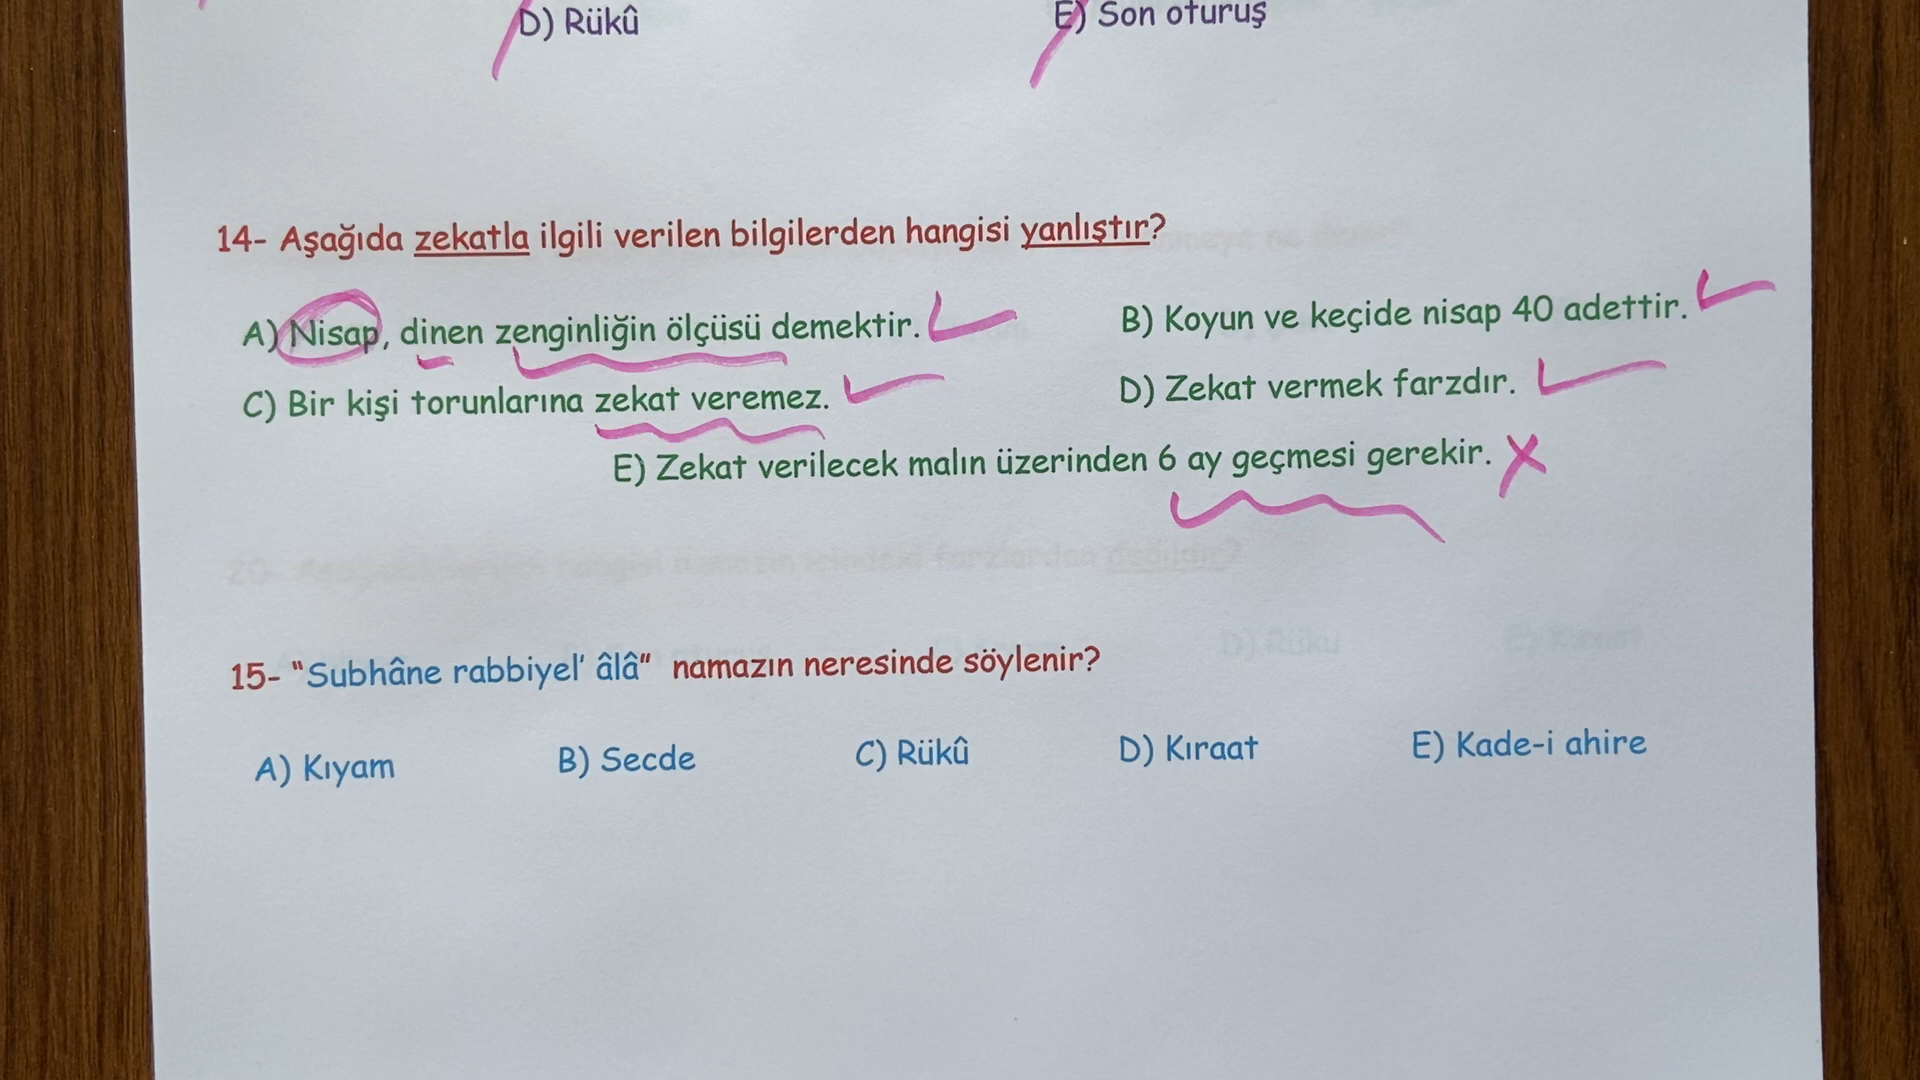 D) Rükû E) Son oturuş
14- Aşağıda zekatla ilgili verilen bilgilerden hangisi yanlıştır?
A) Nisap, dinen zenginliğin ölçüsü demektir. B) Koyun ve keçide nisap 40 adettir.
C) Bir kişi torunlarına zekat veremez. D) Zekat vermek farzdır.
E) Zekat verilecek malın üzerinden 6 ay geçmesi gerekir.
15- "Subhâne rabbiyel' âlâ" namazın neresinde söylenir?
A) Kıyam B) Secde C) Rükû D) Kıraat E) Kade-i ahire